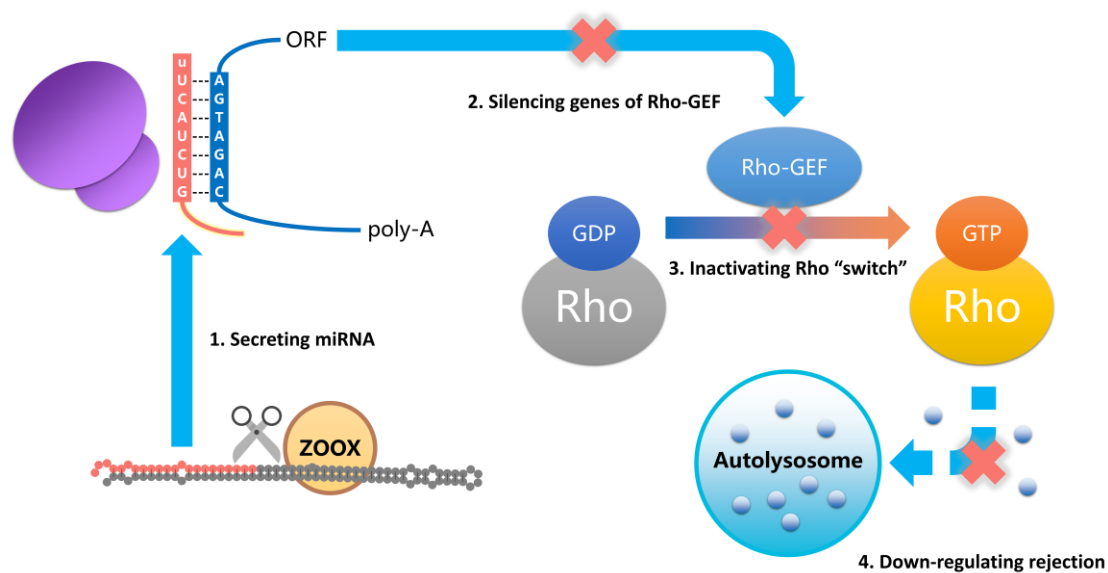 ORF
u
U
C
A
U
C
U
G
A
G
T
A
G
A
C
poly-A
2. Silencing genes of Rho-GEF
Rho-GEF
GDP
Rho
GTP
Rho
3. Inactivating Rho “switch”
1. Secreting miRNA
ZOOX
Autolysosome
4. Down-regulating rejection